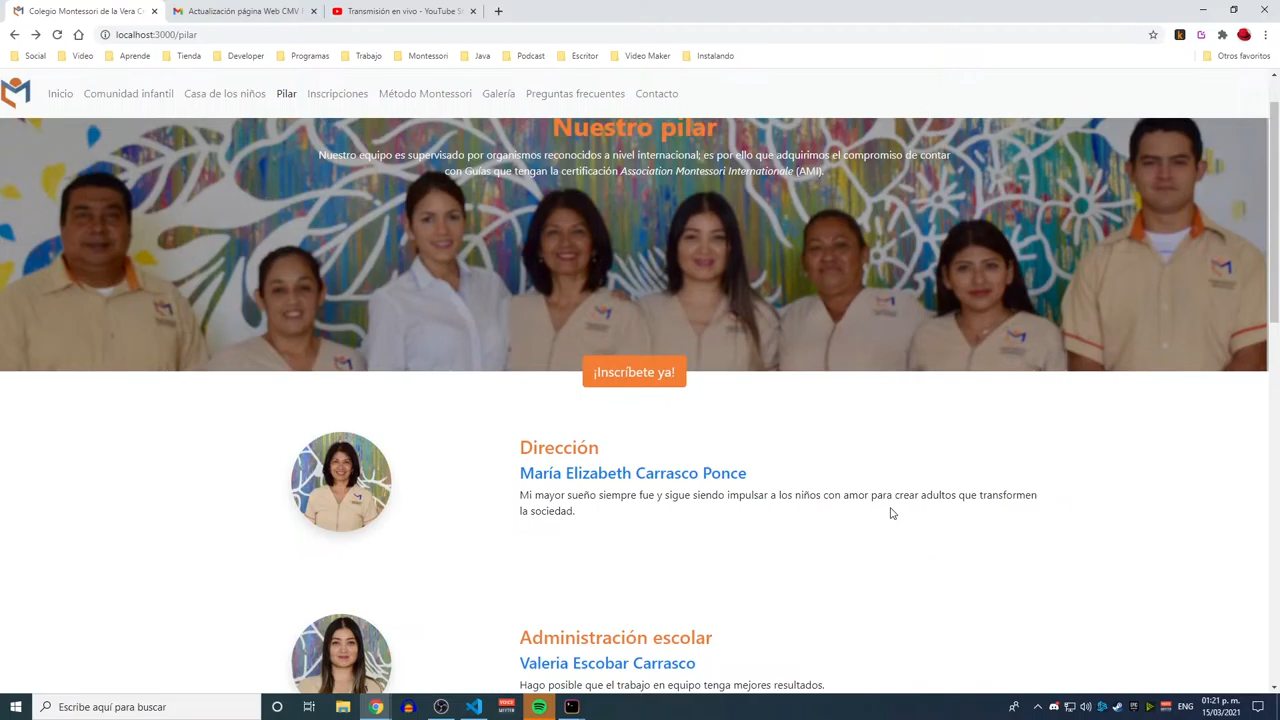 Colegio Montessori de la Vera C
Actualización página Web CMV
Transmisión en vivo - YouTube St
localhost:3000/pilar
Social
Video
Aprende
Tienda
Developer
Programas
Trabajo
Montessori
Java
Podcast
Escritor
Video Maker
Instalando
Otros favoritos
Inicio
Comunidad infantil
Casa de los niños
Pilar
Inscripciones
Método Montessori
Galería
Preguntas frecuentes
Contacto
Nuestro pilar
Nuestro equipo es supervisado por organismos reconocidos a nivel internacional; es por ello que adquirimos el compromiso de contar
con Guías que tengan la certificación Association Montessori Internationale (AMI).
¡Inscríbete ya!
Dirección
María Elizabeth Carrasco Ponce
Mi mayor sueño siempre fue y sigue siendo impulsar a los niños con amor para crear adultos que transformen
la sociedad.
Administración escolar
Valeria Escobar Carrasco
Hago posible que el trabajo en equipo tenga mejores resultados.
Escribe aquí para buscar
ENG
01:21 p. m.
15/03/2021